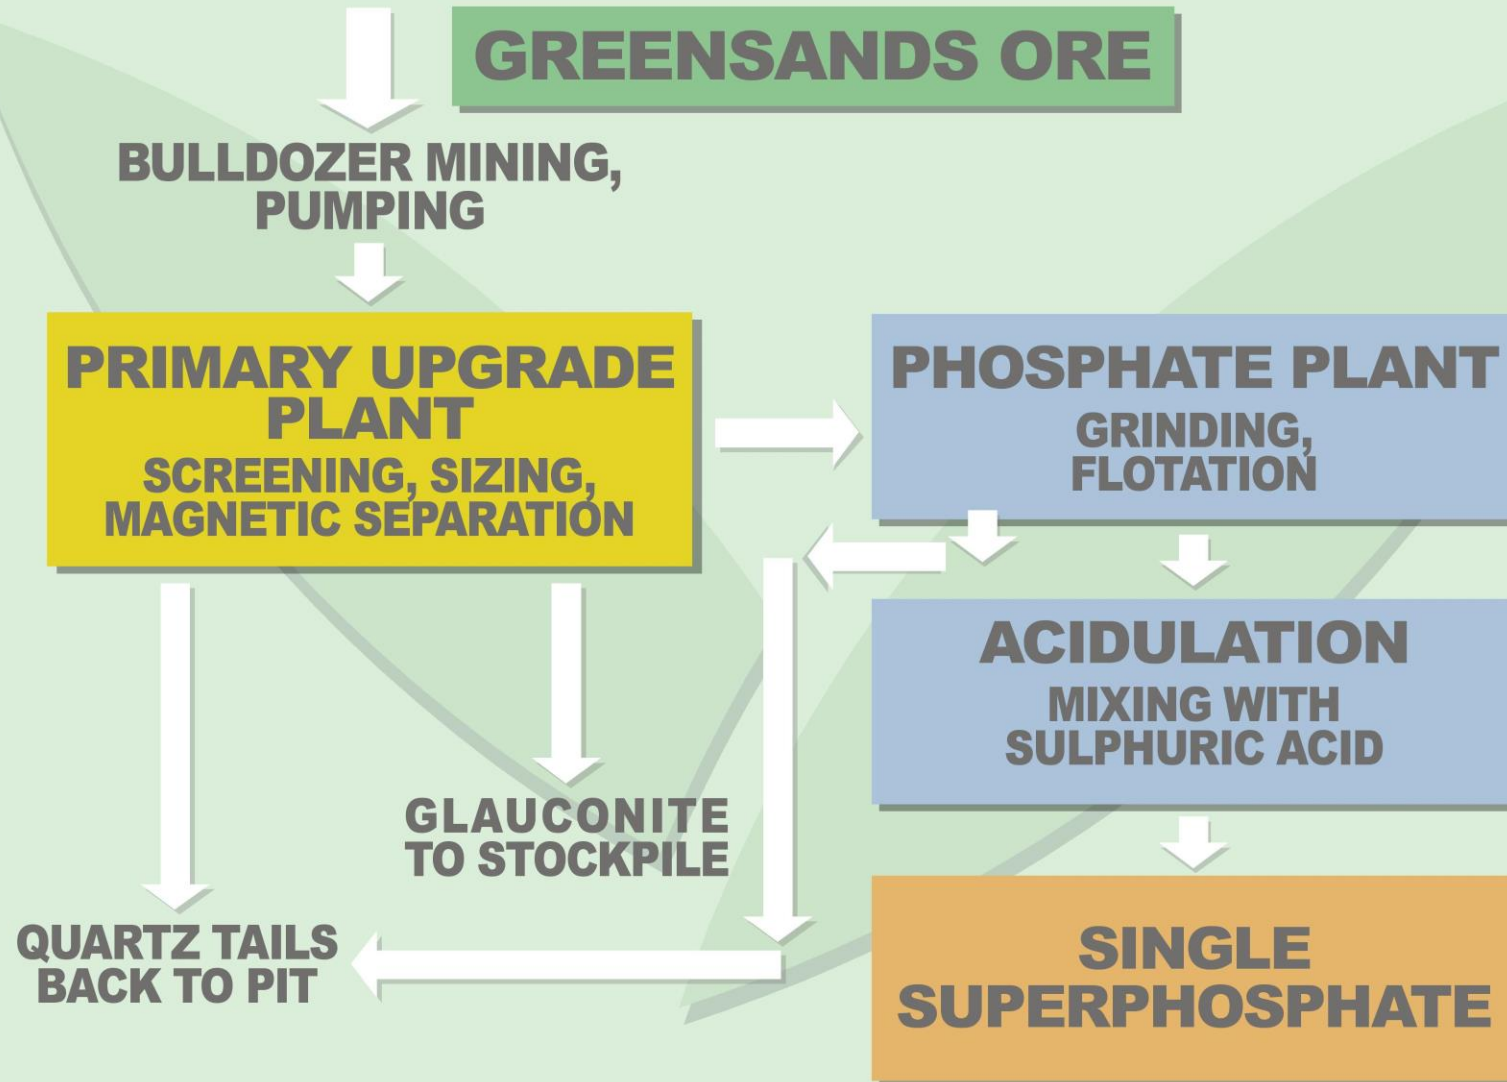 GREENSANDS ORE
BULLDOZER MINING,
PUMPING
PRIMARY UPGRADE
PLANT
SCREENING, SIZING,
MAGNETIC SEPARATION
PHOSPHATE PLANT
GRINDING,
FLOTATION
ACIDULATION
MIXING WITH
SULPHURIC ACID
GLAUCONITE
TO STOCKPILE
QUARTZ TAILS
BACK TO PIT
SINGLE
SUPERPHOSPHATE